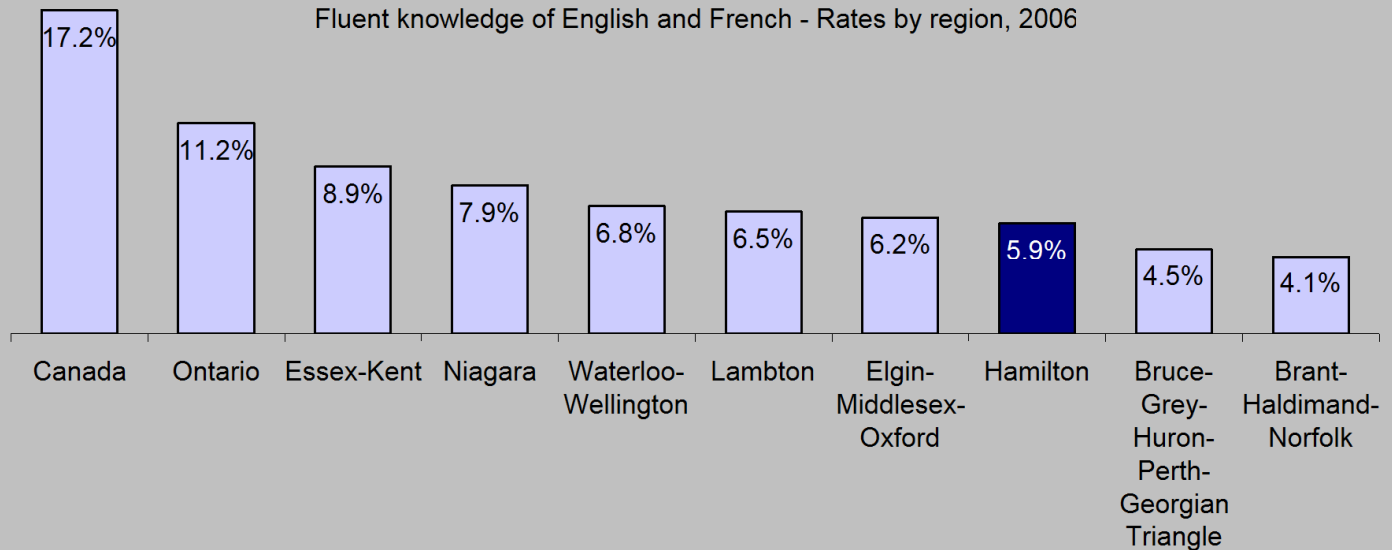 Fluent knowledge of English and French - Rates by region, 2006
17.2%
11.2%
8.9%
7.9%
6.8%
6.5%
6.2%
5.9%
4.5%
4.1%
Canada
Ontario
Essex-Kent
Niagara
Waterloo-
Wellington
Lambton
Elgin-
Middlesex-
Oxford
Hamilton
Bruce-
Grey-
Huron-
Perth-
Georgian
Triangle
Brant-
Haldimand-
Norfolk